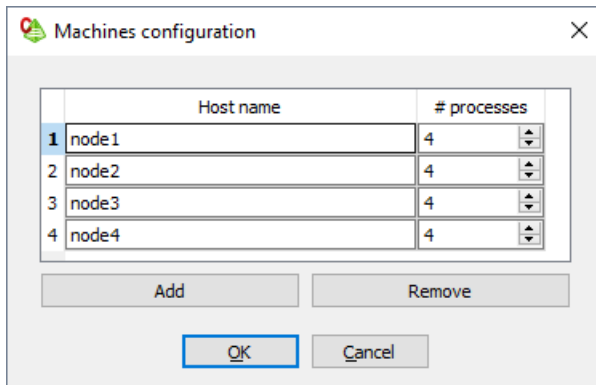 Machines configuration
Host name # processes
1 node1 4
2 node2 4
3 node3 4
4 node4 4
Add Remove
OK Cancel